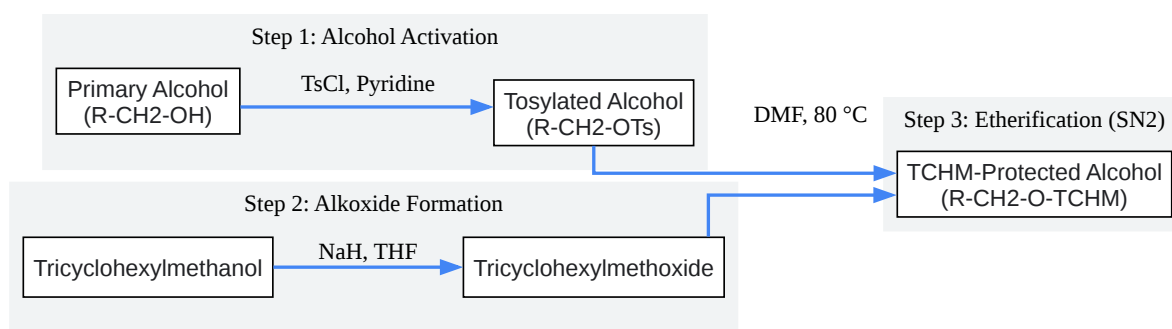 Step 1: Alcohol Activation
Primary Alcohol
(R-CH2-OH)
TsCl, Pyridine
Tosylated Alcohol
(R-CH2-OTs)
DMF, 80 °C
Step 3: Etherification (SN2)
TCHM-Protected Alcohol
(R-CH2-O-TCHM)
Step 2: Alkoxide Formation
Tricyclohexylmethanol
NaH, THF
Tricyclohexylmethoxide